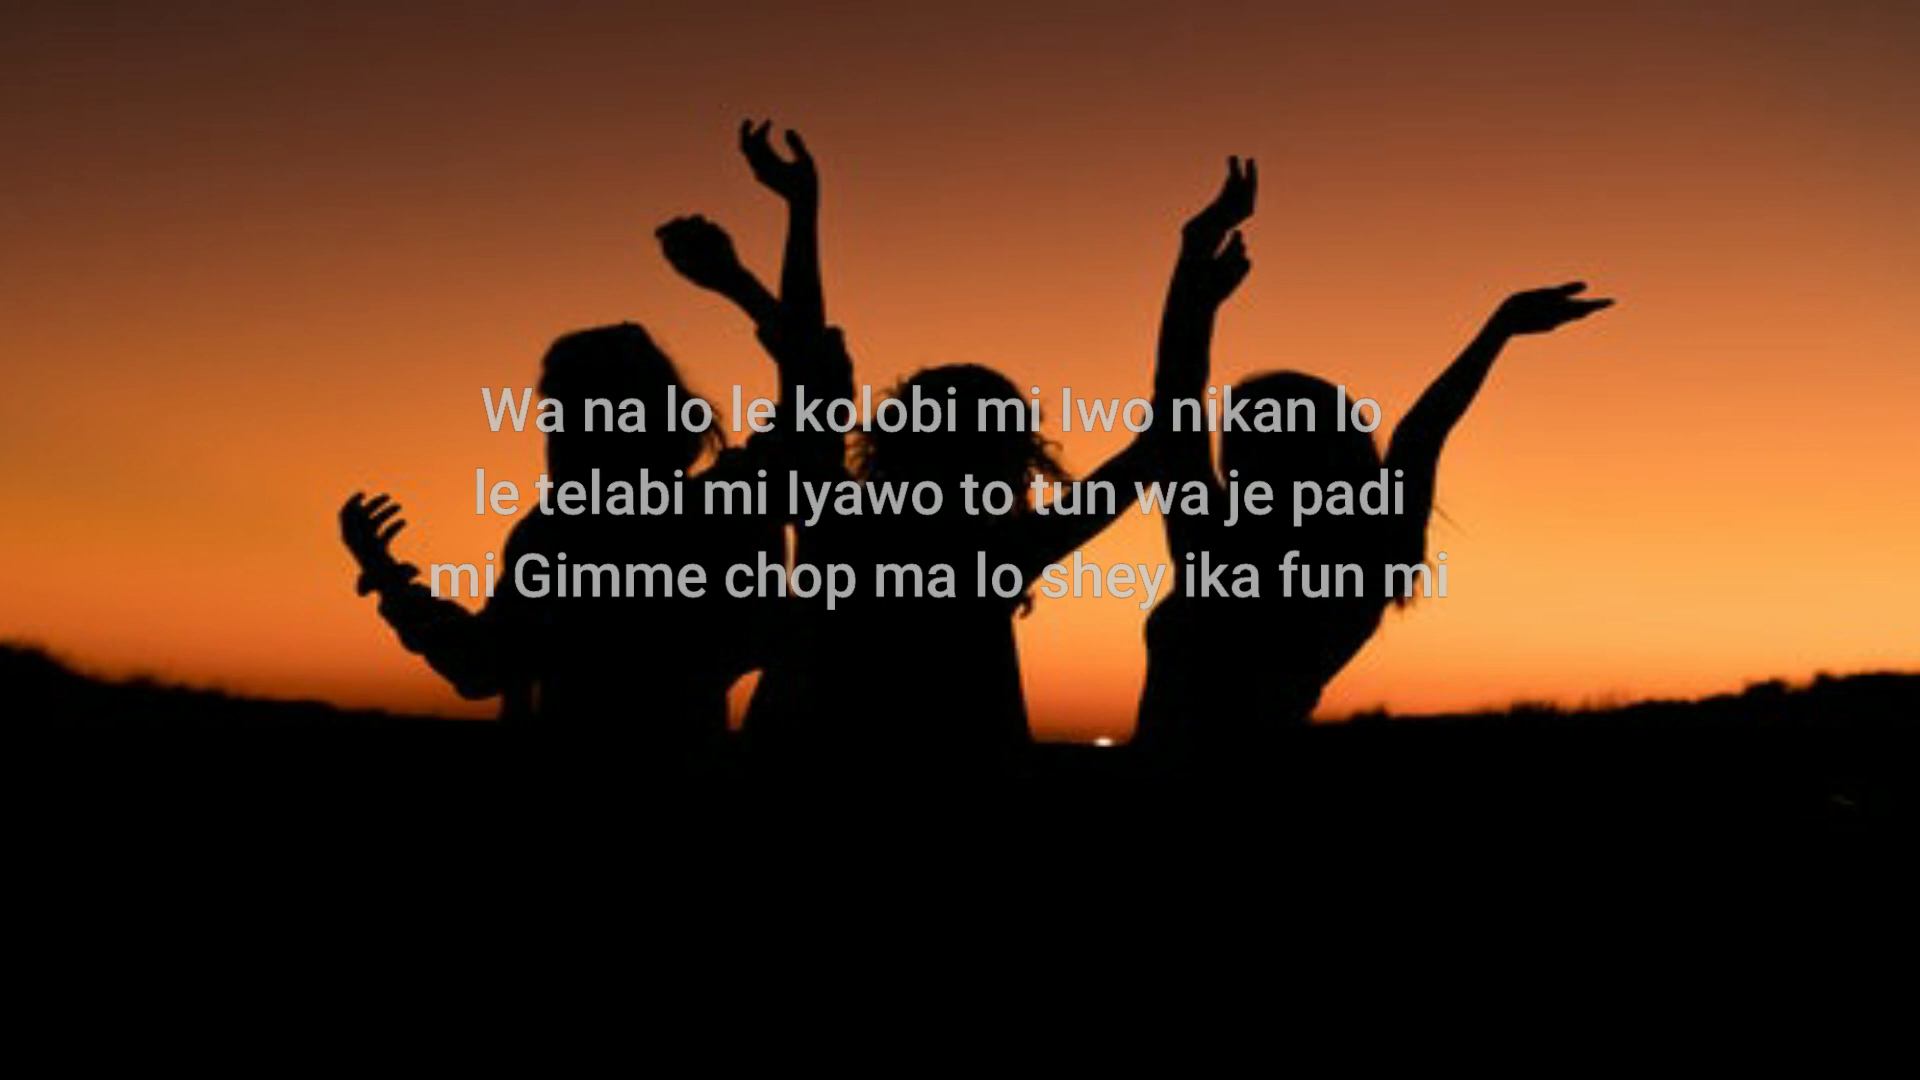 Wa na lo le kolobi mi Iwo nikan lo
le telabi mi Iyawo to tun wa je padi
mi Gimme chop ma lo shey ika fun mi